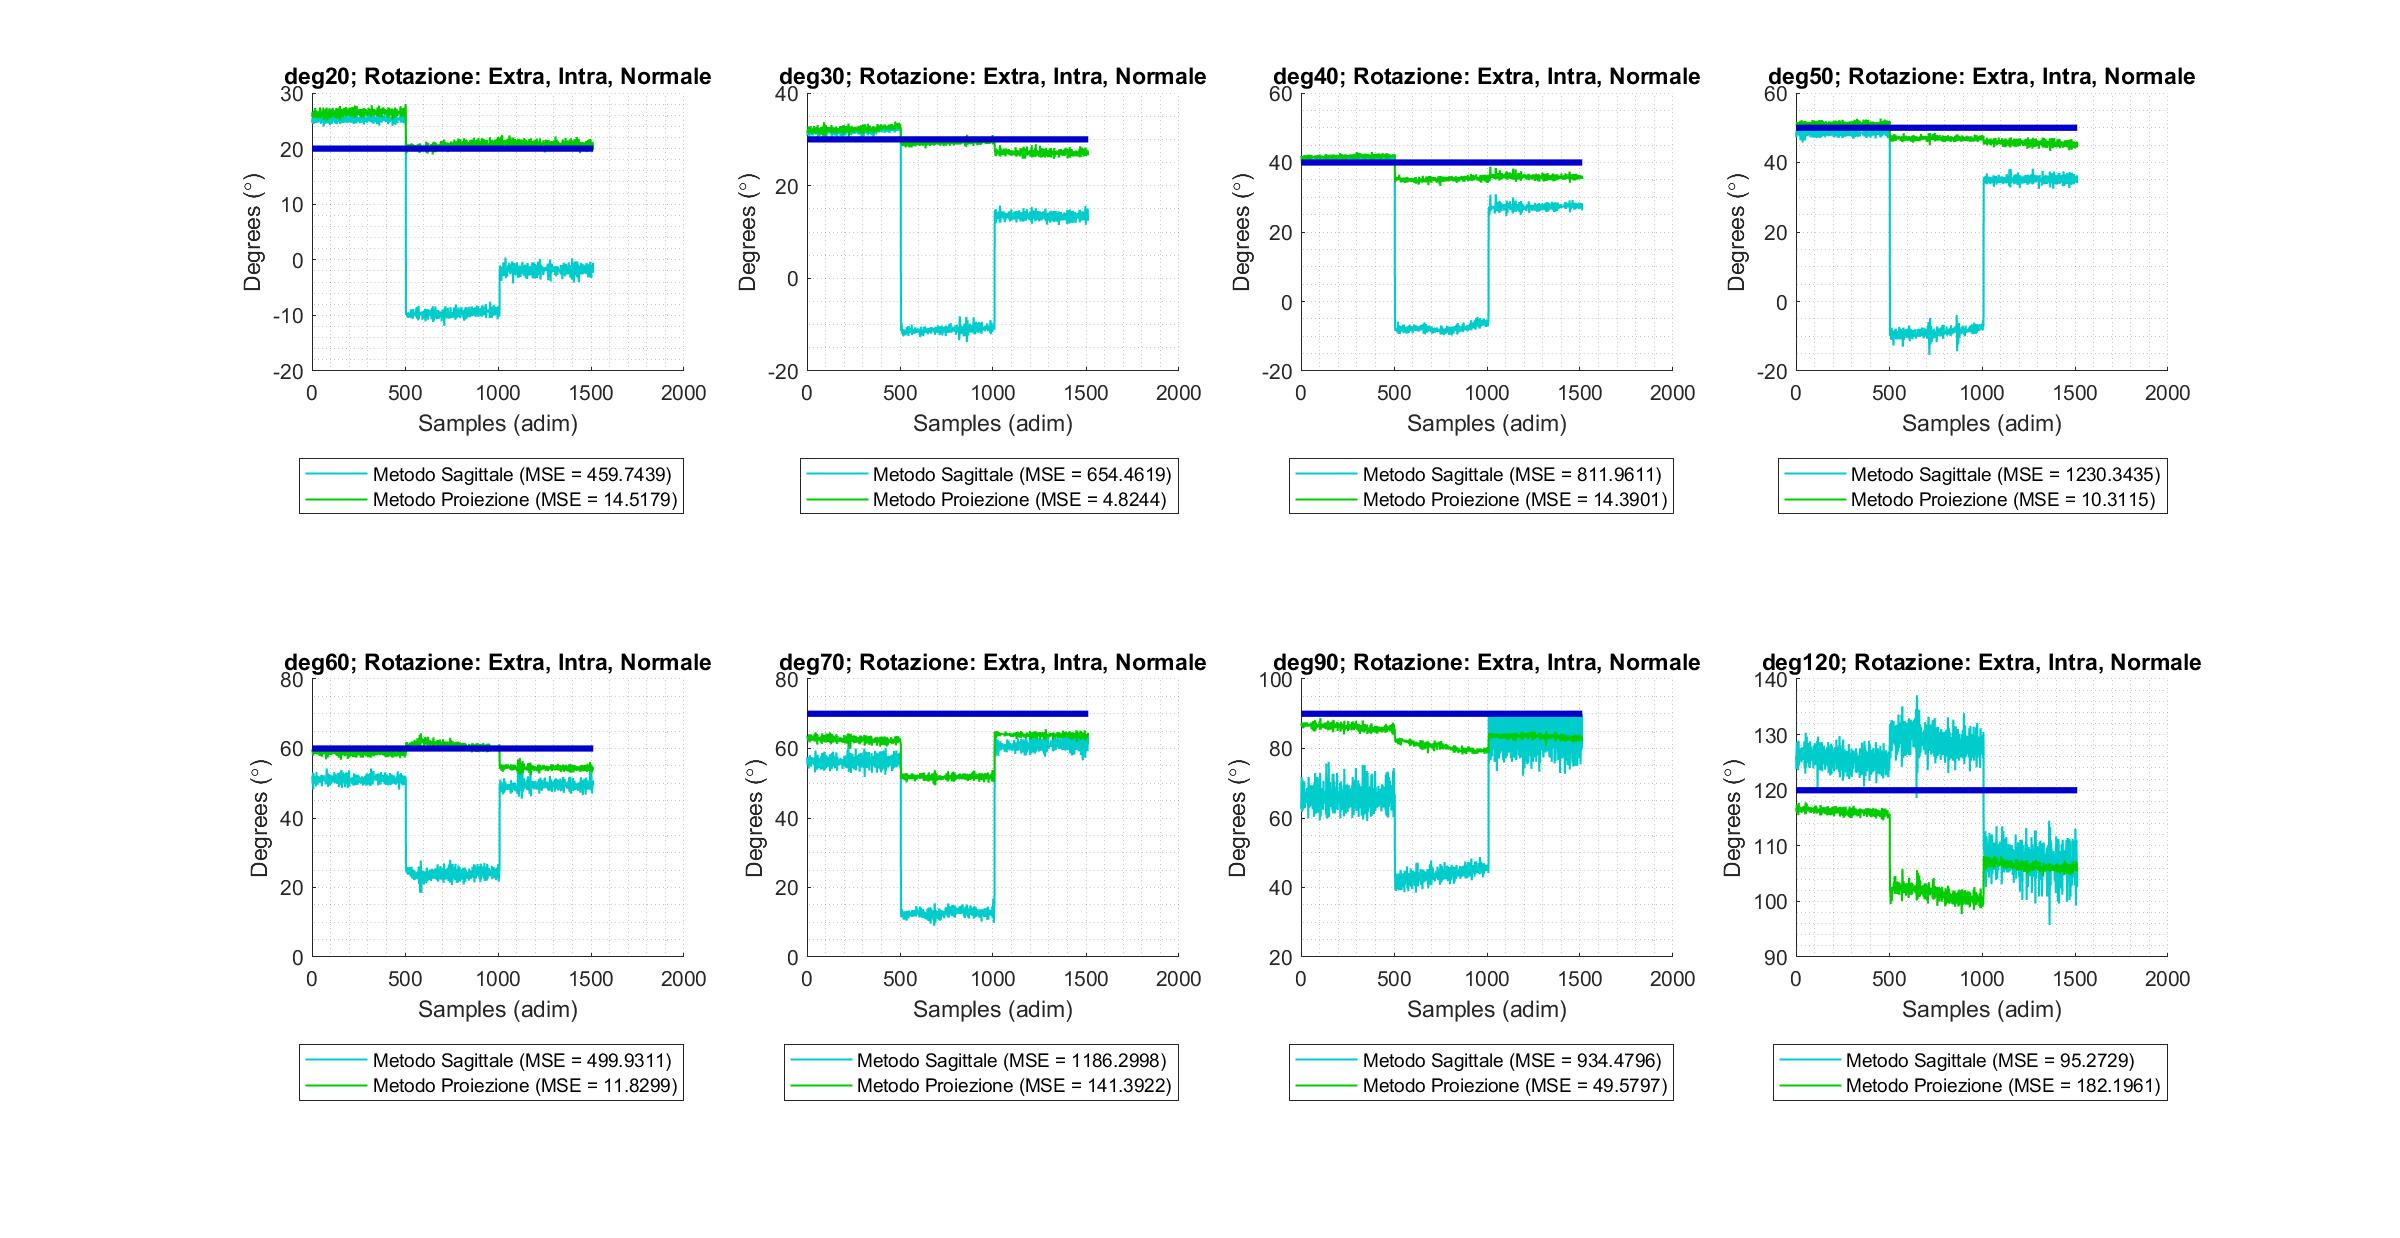 deg20; Rotazione: Extra, Intra, Normale
30
20
10
0
-10
-20
Degrees (°)
0 500 1000 1500 2000
Samples (adim)
Metodo Sagittale (MSE = 459.7439)
Metodo Proiezione (MSE = 14.5179)
deg30; Rotazione: Extra, Intra, Normale
40
20
0
-20
Degrees (°)
0 500 1000 1500 2000
Samples (adim)
Metodo Sagittale (MSE = 654.4619)
Metodo Proiezione (MSE = 4.8244)
deg40; Rotazione: Extra, Intra, Normale
60
40
20
0
-20
Degrees (°)
0 500 1000 1500 2000
Samples (adim)
Metodo Sagittale (MSE = 811.9611)
Metodo Proiezione (MSE = 14.3901)
deg50; Rotazione: Extra, Intra, Normale
60
40
20
0
-20
Degrees (°)
0 500 1000 1500 2000
Samples (adim)
Metodo Sagittale (MSE = 1230.3435)
Metodo Proiezione (MSE = 10.3115)
deg60; Rotazione: Extra, Intra, Normale
80
60
40
20
0
Degrees (°)
0 500 1000 1500 2000
Samples (adim)
Metodo Sagittale (MSE = 499.9311)
Metodo Proiezione (MSE = 11.8299)
deg70; Rotazione: Extra, Intra, Normale
80
60
40
20
0
Degrees (°)
0 500 1000 1500 2000
Samples (adim)
Metodo Sagittale (MSE = 1186.2998)
Metodo Proiezione (MSE = 141.3922)
deg90; Rotazione: Extra, Intra, Normale
100
80
60
40
20
Degrees (°)
0 500 1000 1500 2000
Samples (adim)
Metodo Sagittale (MSE = 934.4796)
Metodo Proiezione (MSE = 49.5797)
deg120; Rotazione: Extra, Intra, Normale
140
130
120
110
100
90
Degrees (°)
0 500 1000 1500 2000
Samples (adim)
Metodo Sagittale (MSE = 95.2729)
Metodo Proiezione (MSE = 182.1961)